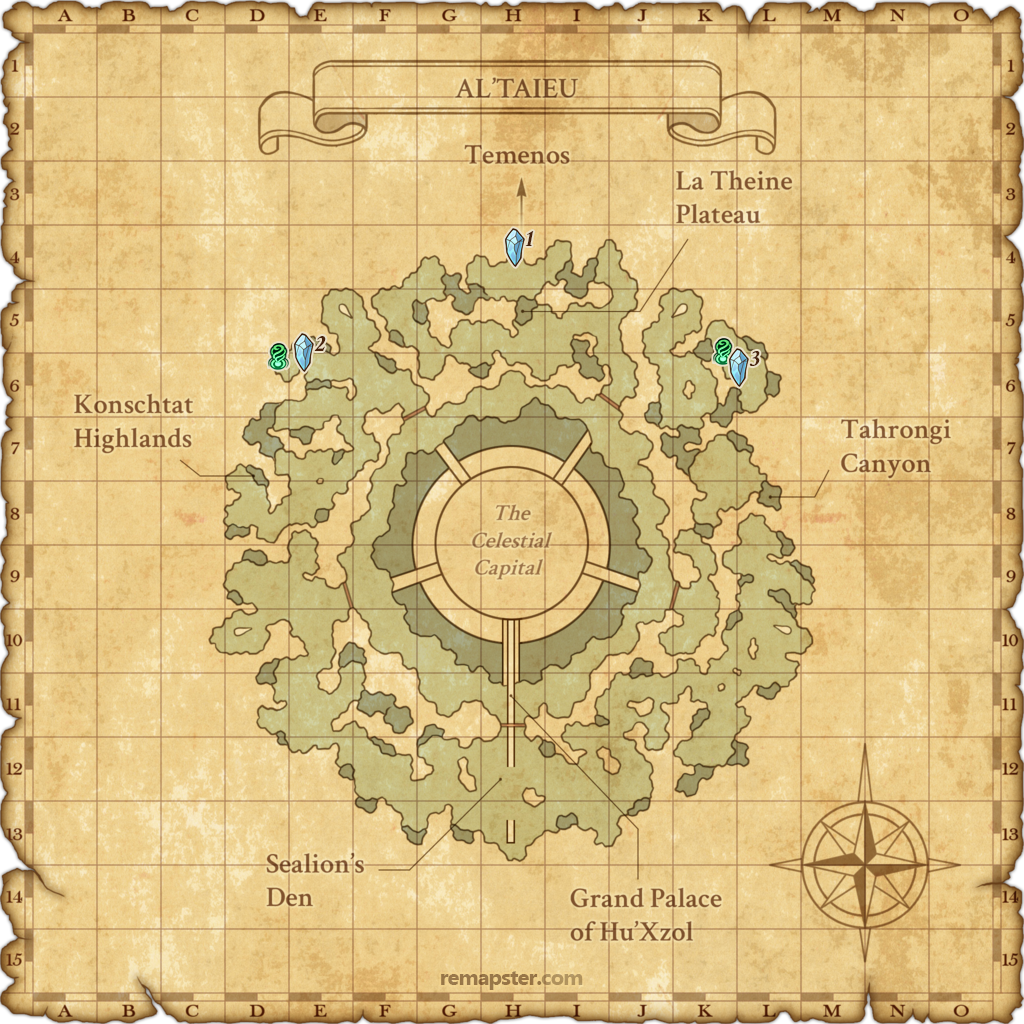 A B C D E F G H I J K L M N O
1 1
AL'TAIEU
2 2
Temenos
3 3
La Theine
Plateau
1
4 4
5 5
2
3
6 6
Konschtat
Highlands
7 7
Tahrongi
Canyon
8 8
The
Celestial
Capital
9 9
10 10
11 11
12 12
13 13
Sealion's
Den
14 14
Grand Palace
of Hu'Xzol
15 15
remapster.com
A B C D E F G H I J K L M N O